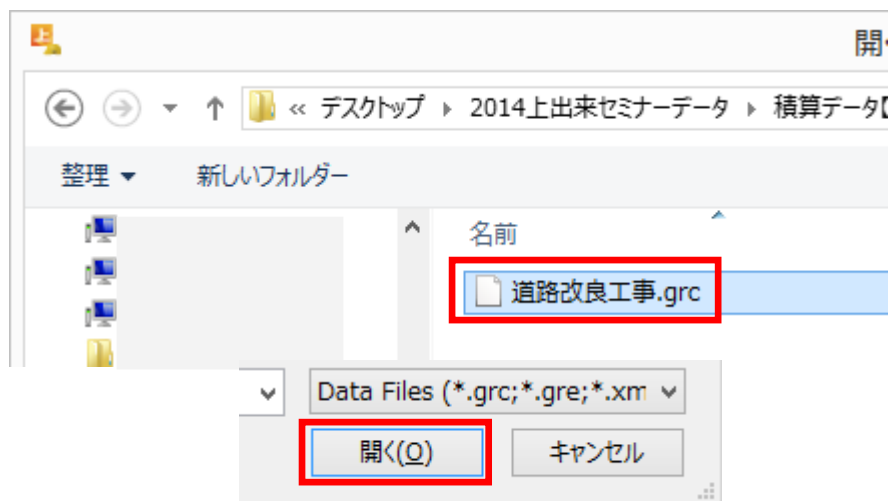 上
開く
« デスクトップ ▸ 2014上出来セミナーデータ ▸ 積算データ【
整理 新しいフォルダー
名前
道路改良工事.grc
Data Files (*.grc;*.gre;*.xm
開く(O) キャンセル